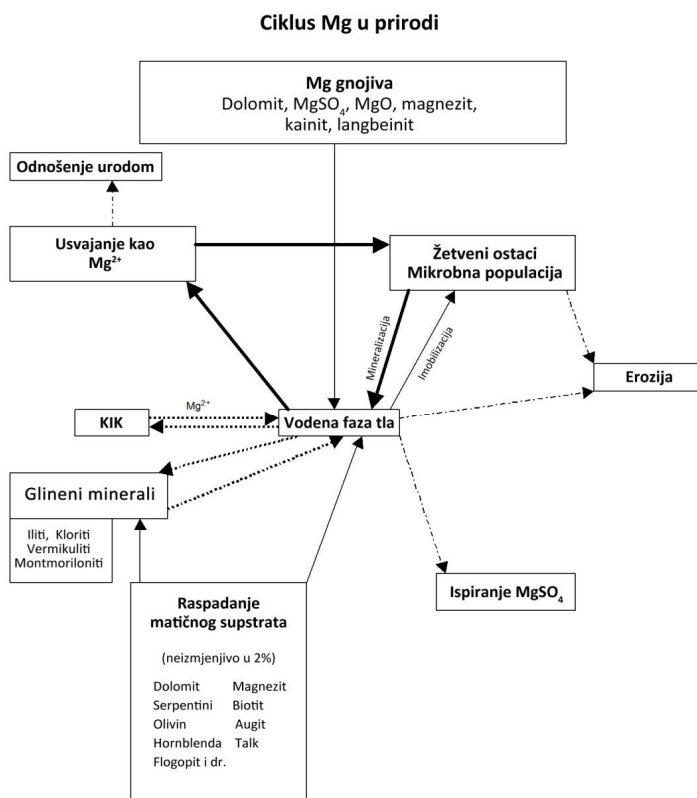 Ciklus Mg u prirodi
Mg gnojiva
Dolomit, MgSO₄, MgO, magnezit,
kainit, langbeinit
Odnošenje urodom
Usvajanje kao
Mg²⁺
Žetveni ostaci
Mikrobna populacija
Mineralizacija
Imobilizacija
Erozija
KIK
Mg²⁺
Vodena faza tla
Glineni minerali
Iliti, Kloriti
Vermikuliti
Montmoriloniti
Ispiranje MgSO₄
Raspadanje
matičnog supstrata
(neizmjenjivo u 2%)
Dolomit Magnezit
Serpentini Biotit
Olivin Augit
Hornblenda Talk
Flogopit i dr.